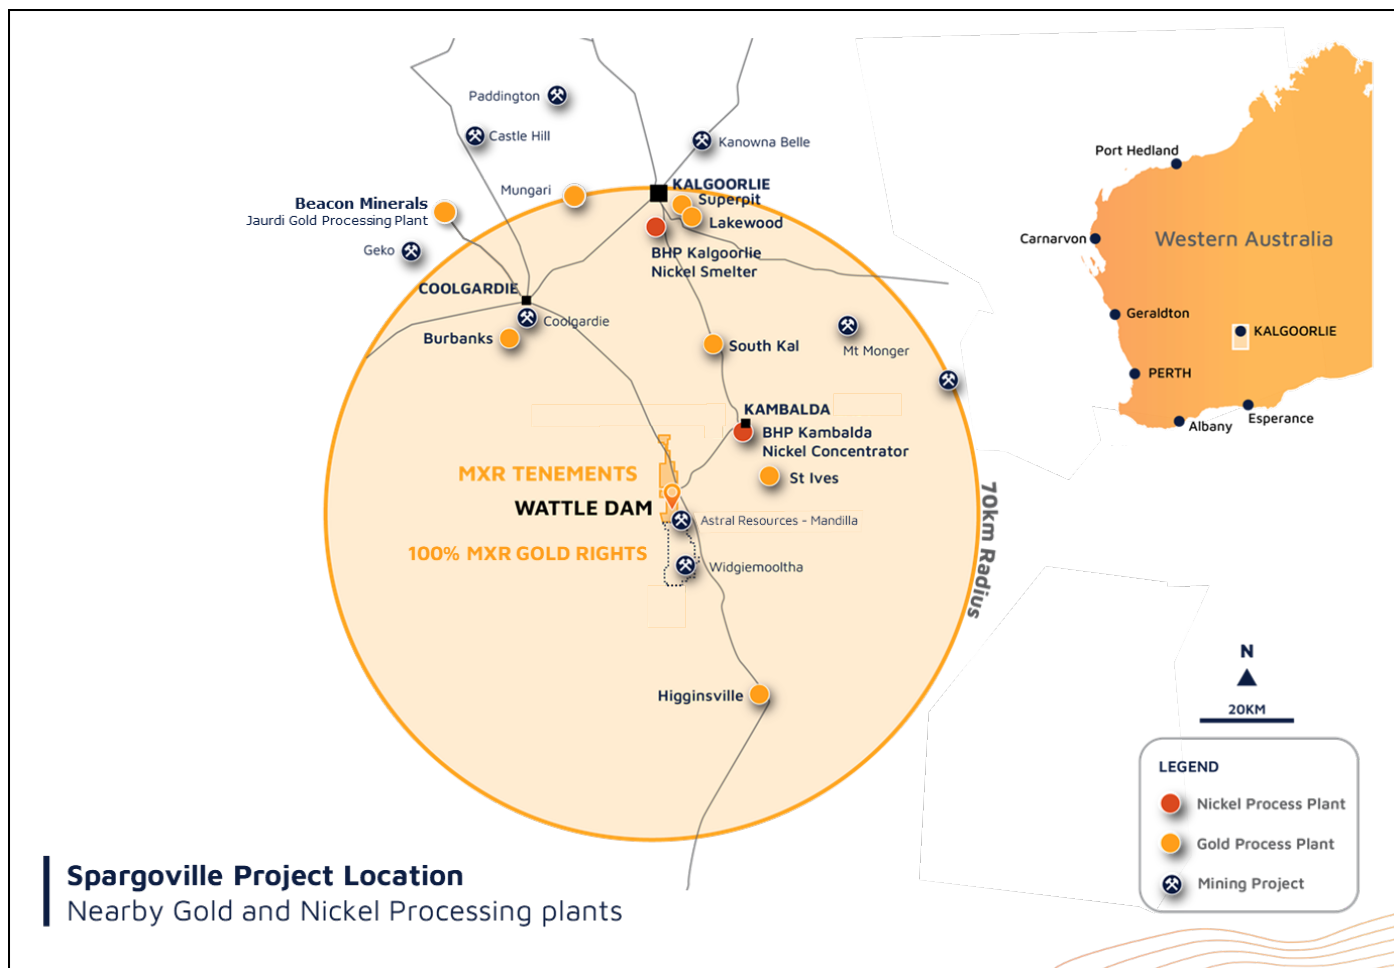 Paddington
Castle Hill
Kanowna Belle
Mungari
KALGOORLIE
Superpit
Lakewood
Beacon Minerals
Jaurdi Gold Processing Plant
Geko
BHP Kalgoorlie
Nickel Smelter
COOLGARDIE
Coolgardie
Burbanks
South Kal
Mt Monger
KAMBALDA
BHP Kambalda
Nickel Concentrator
MXR TENEMENTS
St Ives
WATTLE DAM
Astral Resources - Mandilla
100% MXR GOLD RIGHTS
Widgiemooltha
70km Radius
Higginsville
Port Hedland
Carnarvon
Western Australia
Geraldton
KALGOORLIE
PERTH
Albany
Esperance
N
20KM
LEGEND
Nickel Process Plant
Gold Process Plant
Mining Project
Spargoville Project Location
Nearby Gold and Nickel Processing plants